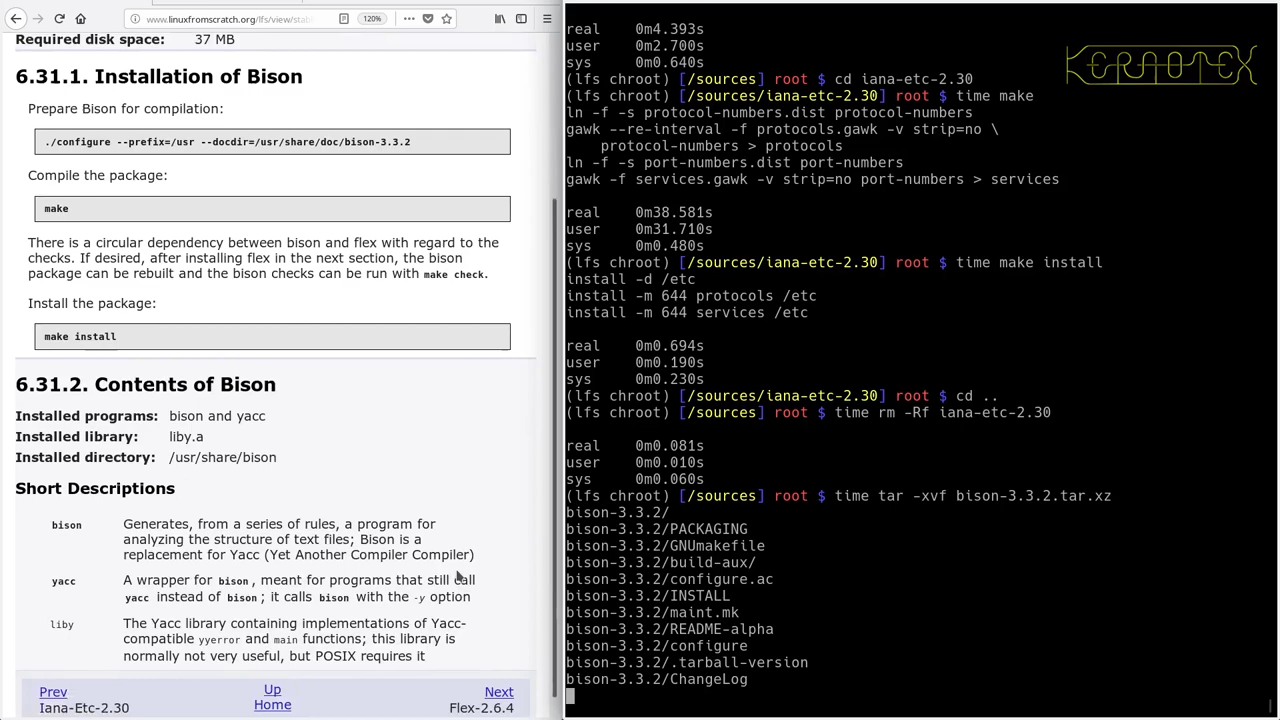 www.linuxfromscratch.org/lfs/view/stab
120%
Required disk space: 37 MB
6.31.1. Installation of Bison
Prepare Bison for compilation:
./configure --prefix=/usr --docdir=/usr/share/doc/bison-3.3.2
Compile the package:
make
There is a circular dependency between bison and flex with regard to the
checks. If desired, after installing flex in the next section, the bison
package can be rebuilt and the bison checks can be run with make check.
Install the package:
make install
6.31.2. Contents of Bison
Installed programs: bison and yacc
Installed library: liby.a
Installed directory: /usr/share/bison
Short Descriptions
bison Generates, from a series of rules, a program for
analyzing the structure of text files; Bison is a
replacement for Yacc (Yet Another Compiler Compiler)
yacc A wrapper for bison, meant for programs that still call
yacc instead of bison; it calls bison with the -y option
liby The Yacc library containing implementations of Yacc-
compatible yyerror and main functions; this library is
normally not very useful, but POSIX requires it
Prev Up Next
Iana-Etc-2.30 Home Flex-2.6.4
real 0m4.393s
user 0m2.700s
sys 0m0.640s
(lfs chroot) [/sources] root $ cd iana-etc-2.30
(lfs chroot) [/sources/iana-etc-2.30] root $ time make
ln -f -s protocol-numbers.dist protocol-numbers
gawk --re-interval -f protocols.gawk -v strip=no \
protocol-numbers > protocols
ln -f -s port-numbers.dist port-numbers
gawk -f services.gawk -v strip=no port-numbers > services
real 0m38.581s
user 0m31.710s
sys 0m0.480s
(lfs chroot) [/sources/iana-etc-2.30] root $ time make install
install -d /etc
install -m 644 protocols /etc
install -m 644 services /etc
real 0m0.694s
user 0m0.190s
sys 0m0.230s
(lfs chroot) [/sources/iana-etc-2.30] root $ cd ..
(lfs chroot) [/sources] root $ time rm -Rf iana-etc-2.30
real 0m0.081s
user 0m0.010s
sys 0m0.060s
(lfs chroot) [/sources] root $ time tar -xvf bison-3.3.2.tar.xz
bison-3.3.2/
bison-3.3.2/PACKAGING
bison-3.3.2/GNUmakefile
bison-3.3.2/build-aux/
bison-3.3.2/configure.ac
bison-3.3.2/INSTALL
bison-3.3.2/maint.mk
bison-3.3.2/README-alpha
bison-3.3.2/configure
bison-3.3.2/.tarball-version
bison-3.3.2/ChangeLog